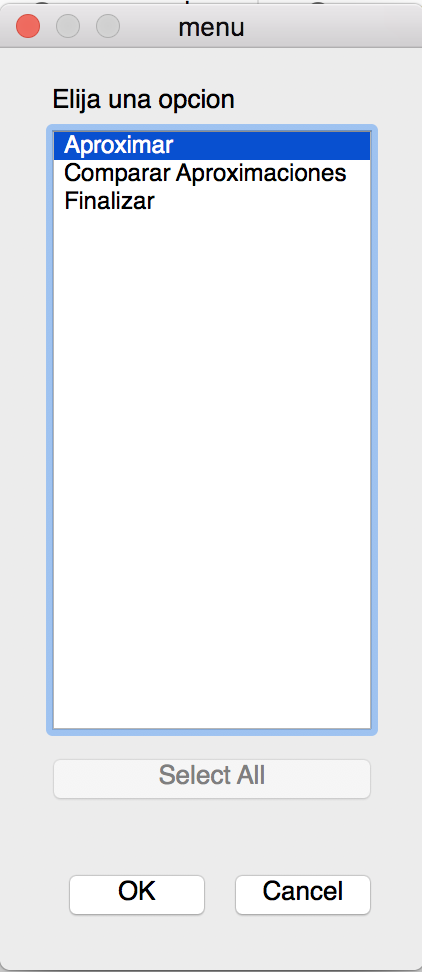 menu
Elija una opcion
Aproximar
Comparar Aproximaciones
Finalizar
Select All
OK
Cancel